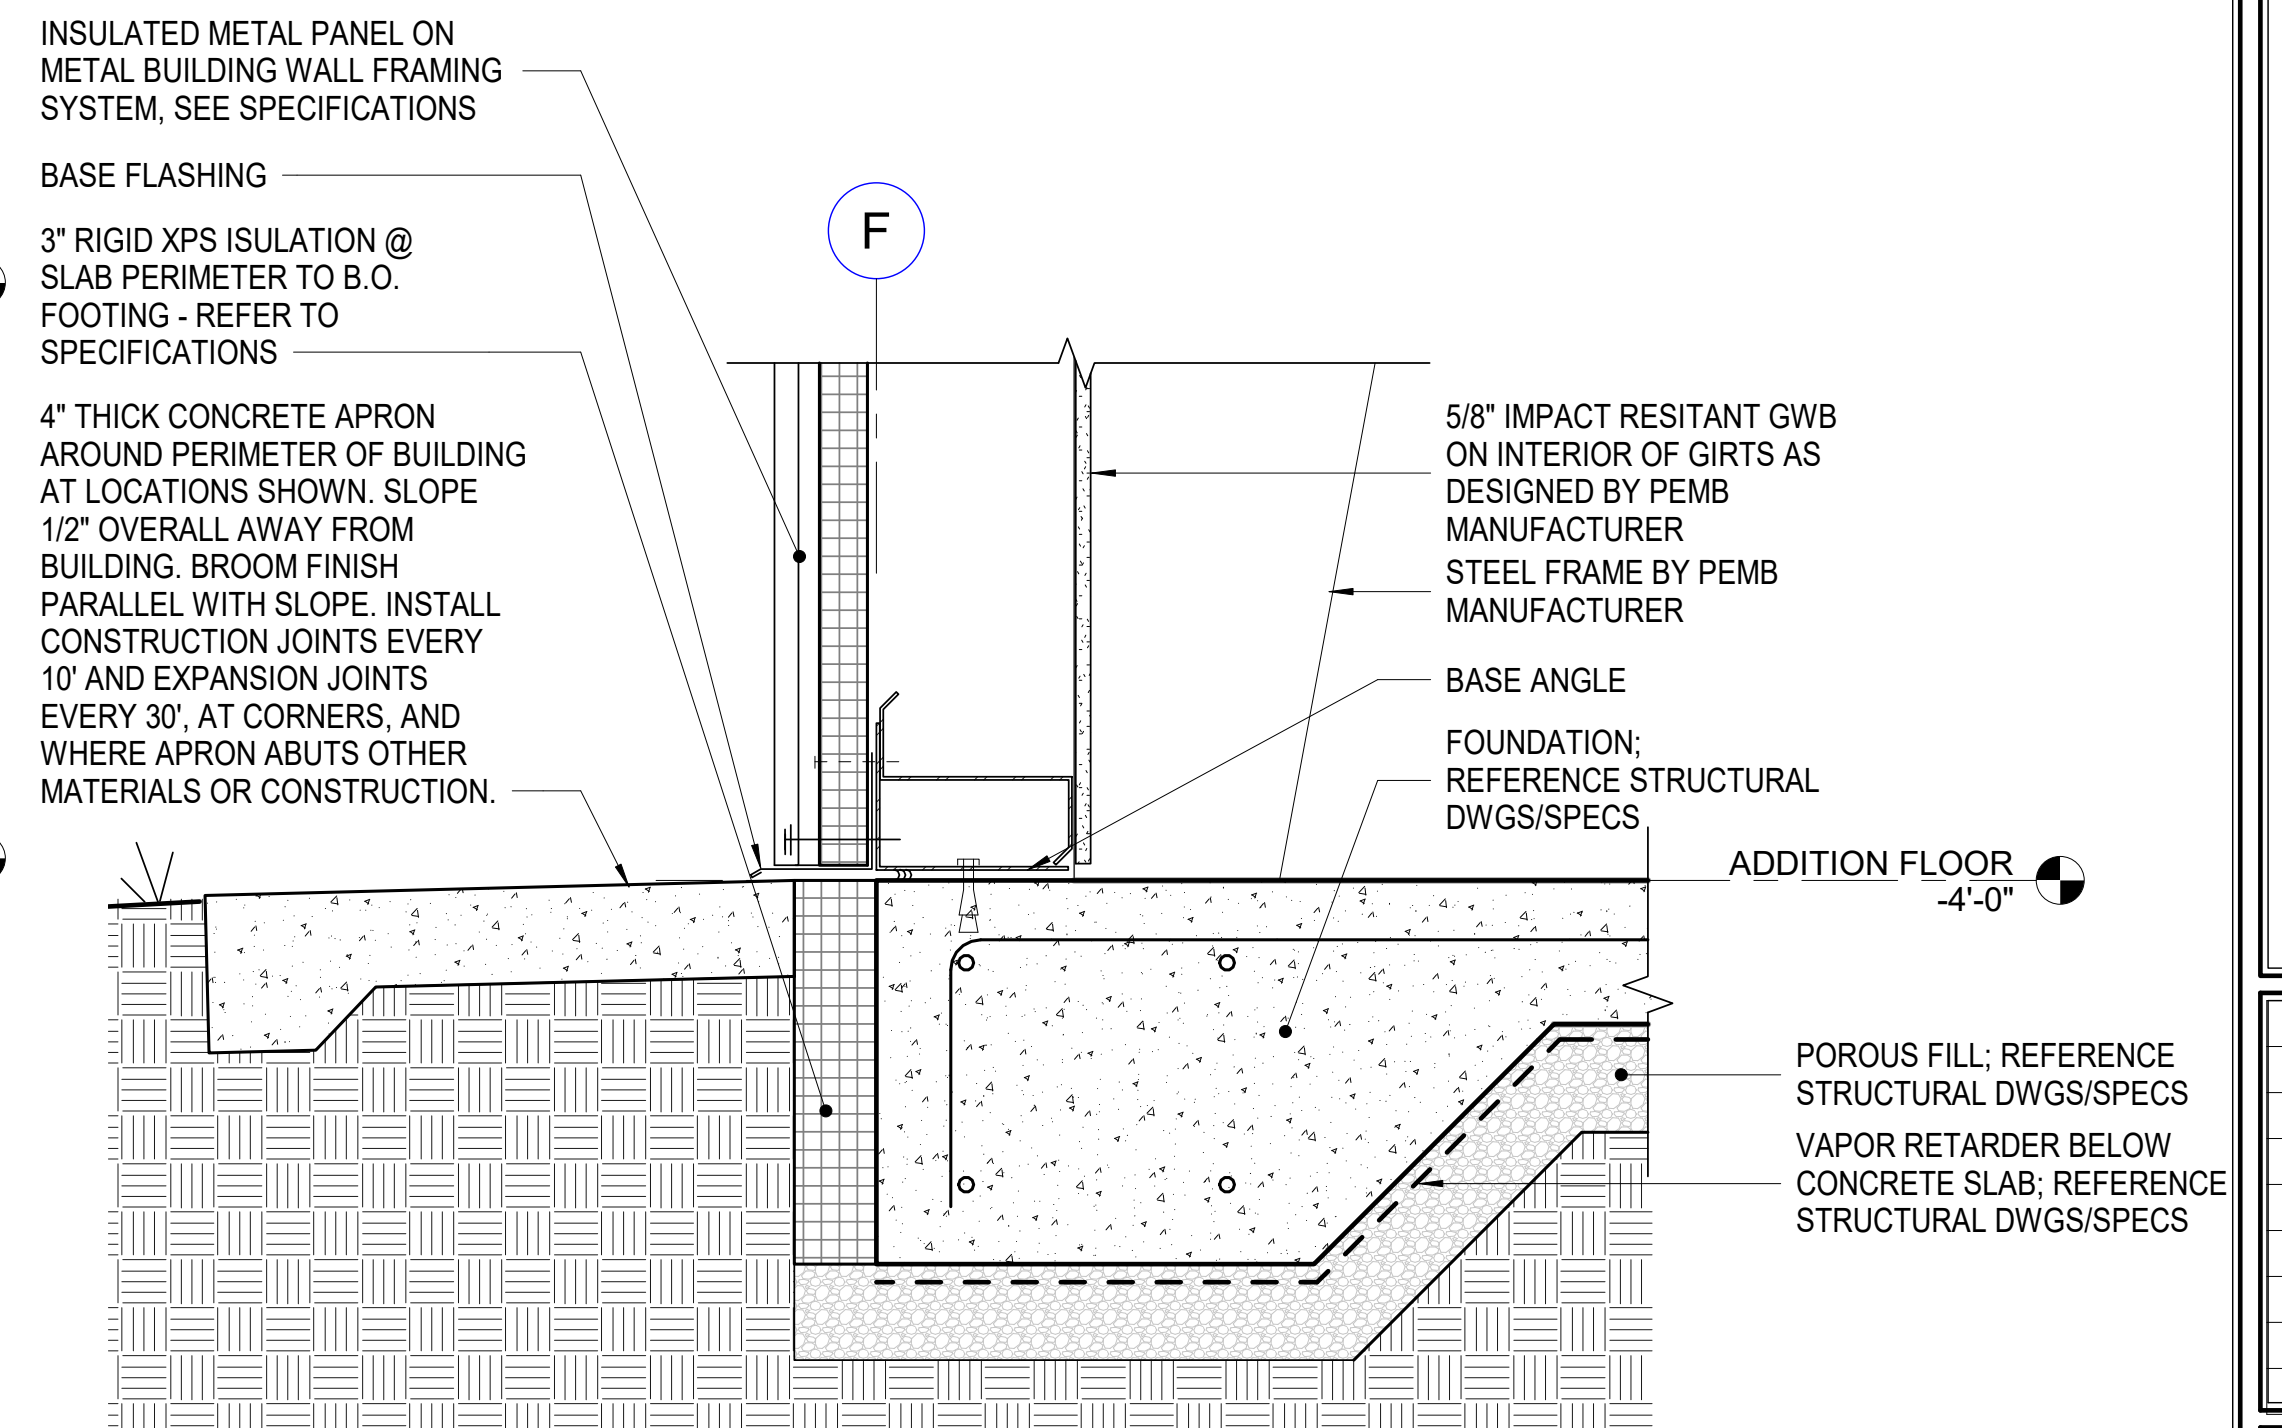 INSULATED METAL PANEL ON
METAL BUILDING WALL FRAMING
SYSTEM, SEE SPECIFICATIONS
BASE FLASHING
3" RIGID XPS ISULATION @
SLAB PERIMETER TO B.O.
FOOTING - REFER TO
SPECIFICATIONS
4" THICK CONCRETE APRON
AROUND PERIMETER OF BUILDING
AT LOCATIONS SHOWN. SLOPE
1/2" OVERALL AWAY FROM
BUILDING. BROOM FINISH
PARALLEL WITH SLOPE. INSTALL
CONSTRUCTION JOINTS EVERY
10' AND EXPANSION JOINTS
EVERY 30', AT CORNERS, AND
WHERE APRON ABUTS OTHER
MATERIALS OR CONSTRUCTION.
F
5/8" IMPACT RESITANT GWB
ON INTERIOR OF GIRTS AS
DESIGNED BY PEMB
MANUFACTURER
STEEL FRAME BY PEMB
MANUFACTURER
BASE ANGLE
FOUNDATION;
REFERENCE STRUCTURAL
DWGS/SPECS
ADDITION FLOOR
-4'-0"
POROUS FILL; REFERENCE
STRUCTURAL DWGS/SPECS
VAPOR RETARDER BELOW
CONCRETE SLAB; REFERENCE
STRUCTURAL DWGS/SPECS